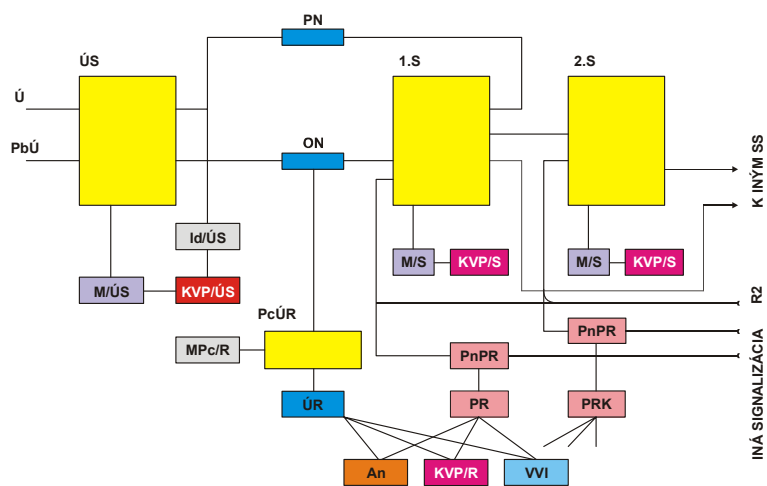 PN
ÚS
1.S
2.S
Ú
PbÚ
ON
K INÝM SS
Id/ÚS
M/S
KVP/S
M/S
KVP/S
M/ÚS
KVP/ÚS
R2
PcÚR
PnPR
MPc/R
PnPR
INÁ SIGNALIZÁCIA
ÚR
PR
PRK
An
KVP/R
VVI